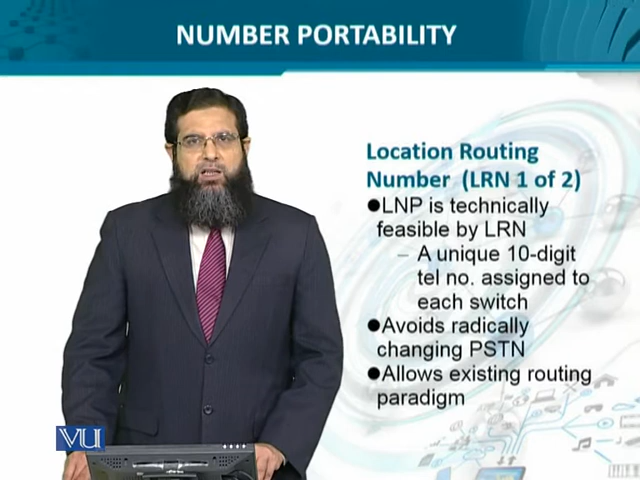 NUMBER PORTABILITY
Location Routing
Number (LRN 1 of 2)
●LNP is technically
feasible by LRN
– A unique 10-digit
tel no. assigned to
each switch
●Avoids radically
changing PSTN
●Allows existing routing
paradigm
VU